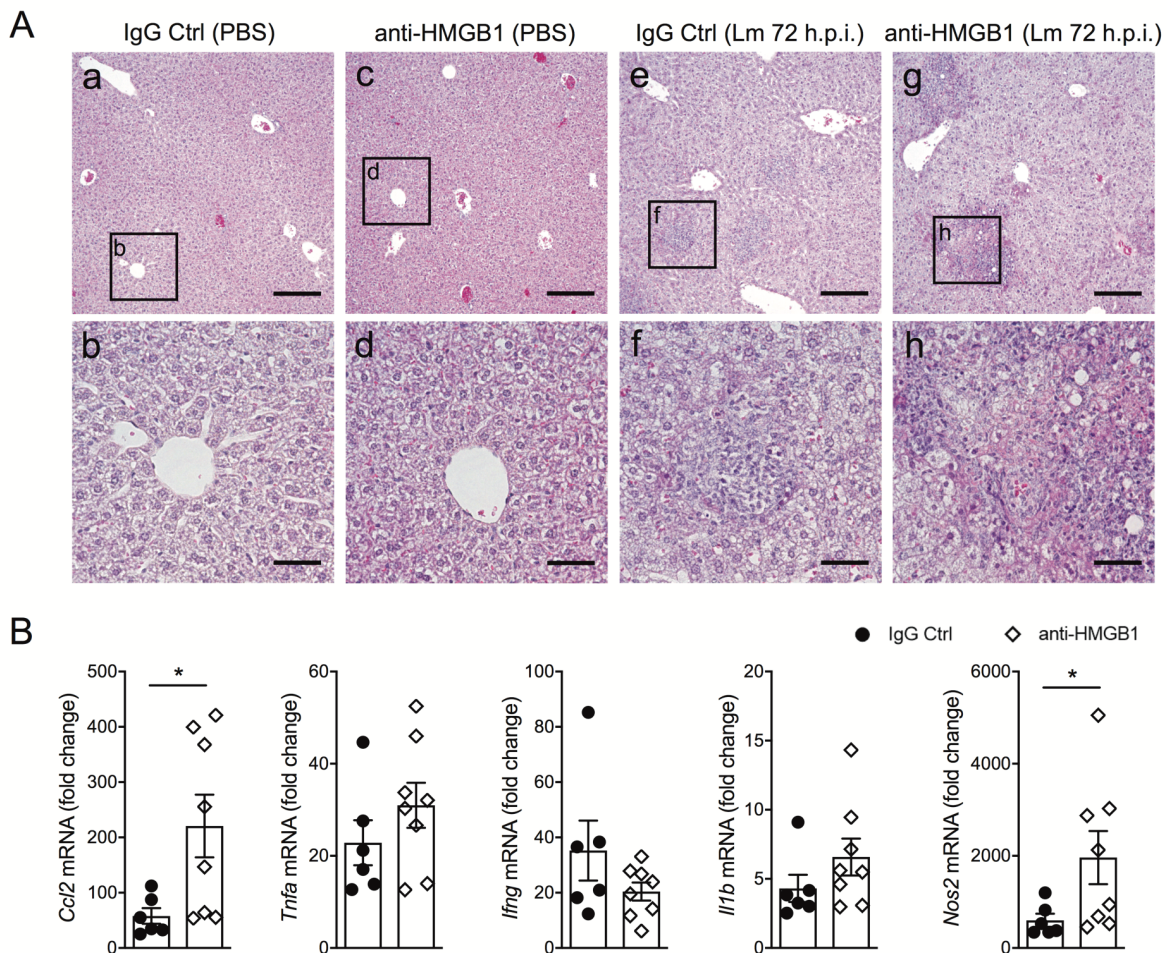 A
IgG Ctrl (PBS)
anti-HMGB1 (PBS)
IgG Ctrl (Lm 72 h.p.i.)
anti-HMGB1 (Lm 72 h.p.i.)
a
c
e
g
b
d
f
h
b
d
f
h
B
IgG Ctrl
anti-HMGB1
Ccl2 mRNA (fold change)
500
400
300
200
100
0
*
Tnfa mRNA (fold change)
60
40
20
0
Ifng mRNA (fold change)
100
80
60
40
20
0
Il1b mRNA (fold change)
20
15
10
5
0
Nos2 mRNA (fold change)
6000
4000
2000
0
*